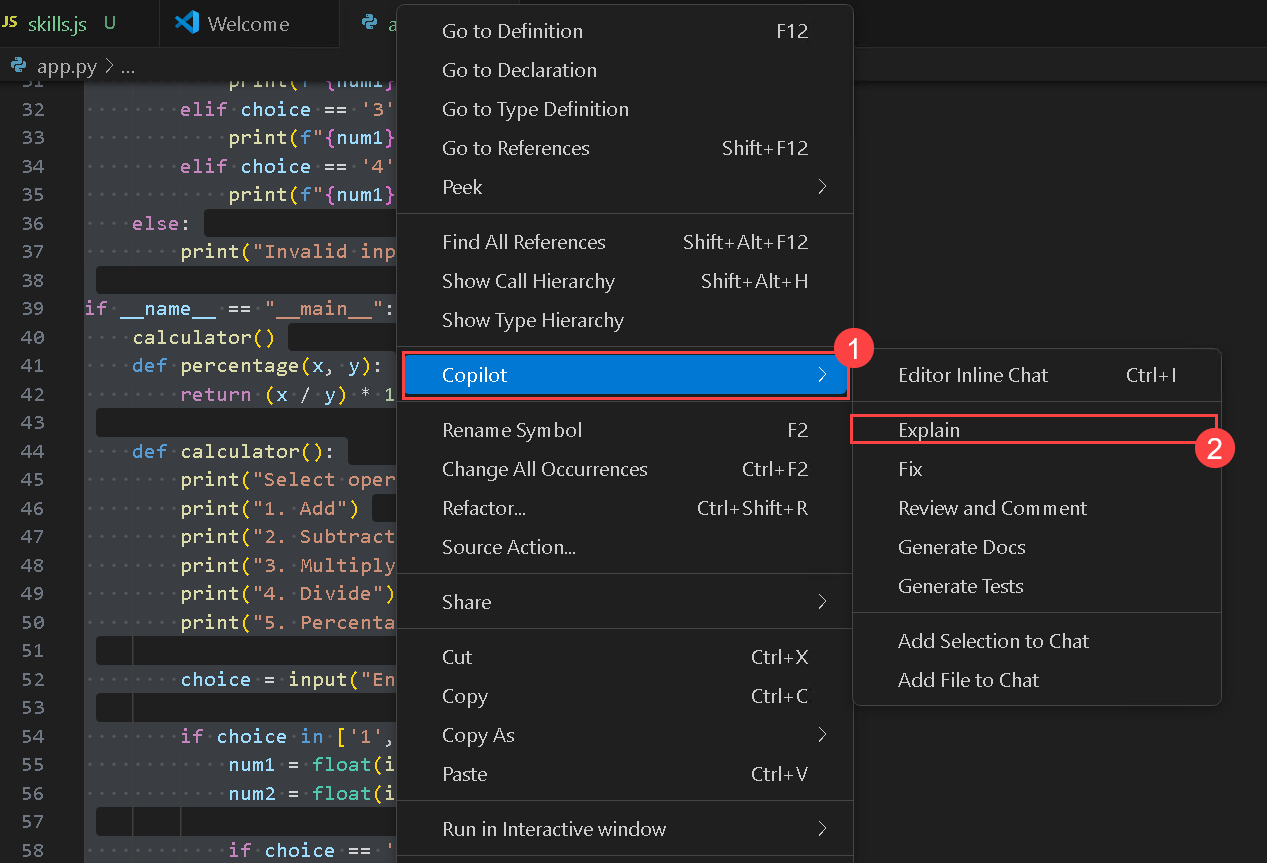 JS skills.js U
Welcome
app.py > ...
31 print(f"{num1}
32 elif choice == '3'
33 print(f"{num1}
34 elif choice == '4'
35 print(f"{num1}
36 else:
37 print("Invalid inp
38
39 if __name__ == "__main__":
40 calculator()
41 def percentage(x, y):
42 return (x / y) * 1
43
44 def calculator():
45 print("Select oper
46 print("1. Add")
47 print("2. Subtract
48 print("3. Multiply
49 print("4. Divide")
50 print("5. Percenta
51
52 choice = input("En
53
54 if choice in ['1',
55 num1 = float(i
56 num2 = float(i
57
58 if choice == '
Go to Definition F12
Go to Declaration
Go to Type Definition
Go to References Shift+F12
Peek
Find All References Shift+Alt+F12
Show Call Hierarchy Shift+Alt+H
Show Type Hierarchy
1
Copilot
Rename Symbol F2
Change All Occurrences Ctrl+F2
Refactor... Ctrl+Shift+R
Source Action...
Share
Cut Ctrl+X
Copy Ctrl+C
Copy As
Paste Ctrl+V
Run in Interactive window
Editor Inline Chat Ctrl+I
Explain
2
Fix
Review and Comment
Generate Docs
Generate Tests
Add Selection to Chat
Add File to Chat